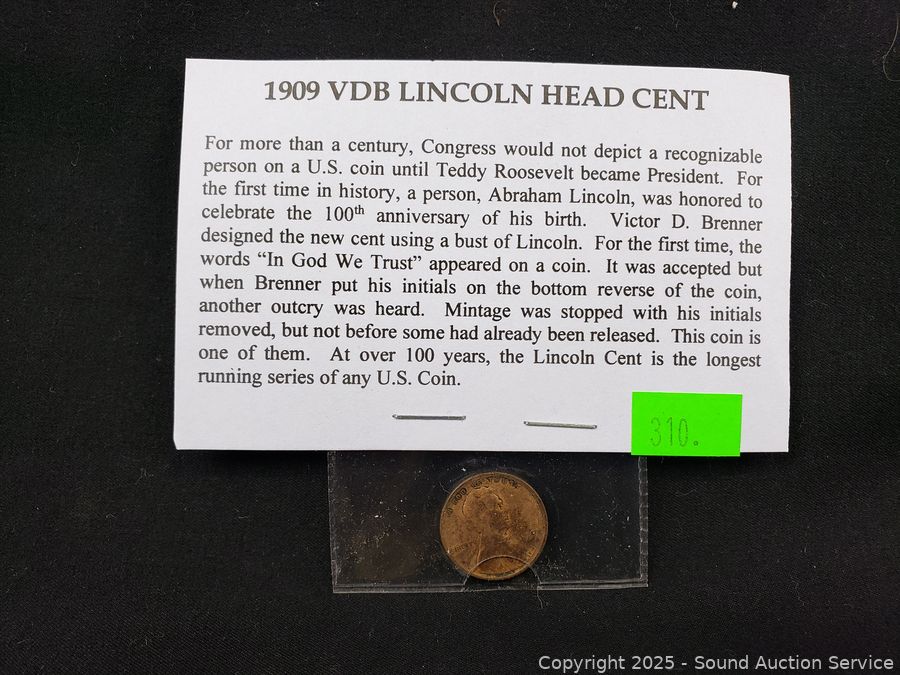 1909 VDB LINCOLN HEAD CENT
For more than a century, Congress would not depict a recognizable
person on a U.S. coin until Teddy Roosevelt became President. For
the first time in history, a person, Abraham Lincoln, was honored to
celebrate the 100th anniversary of his birth. Victor D. Brenner
designed the new cent using a bust of Lincoln. For the first time, the
words “In God We Trust” appeared on a coin. It was accepted but
when Brenner put his initials on the bottom reverse of the coin,
another outcry was heard. Mintage was stopped with his initials
removed, but not before some had already been released. This coin is
one of them. At over 100 years, the Lincoln Cent is the longest
running series of any U.S. Coin.
310.
Copyright 2025 - Sound Auction Service